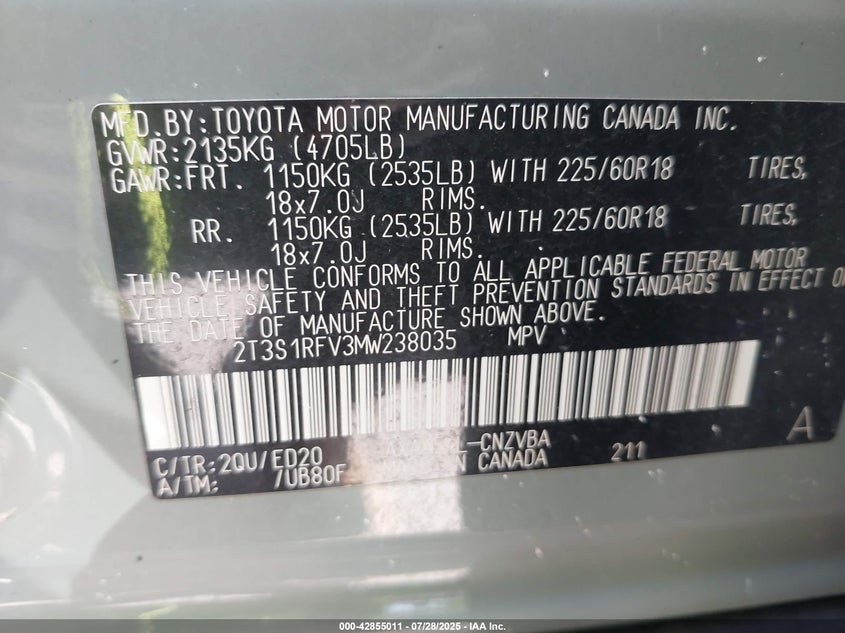 MFD.BY:TOYOTA MOTOR MANUFACTURING CANADA INC.
GVWR:2135KG (4705LB)
GAWR:FRT. 1150KG (2535LB) WITH 225/60R18 TIRES,
18x7.0J RIMS.
RR. 1150KG (2535LB) WITH 225/60R18 TIRES,
18x7.0J RIMS.
THIS VEHICLE CONFORMS TO ALL APPLICABLE FEDERAL MOTOR
VEHICLE SAFETY AND THEFT PREVENTION STANDARDS IN EFFECT
THE DATE OF MANUFACTURE SHOWN ABOVE.
2T3S1RFV3MW238035 MPV
C/TR:2QU/ED20 -CNZVBA A
A/TM: /UB80F IN CANADA 211
000-42855011 - 07/28/2025 - IAA Inc.